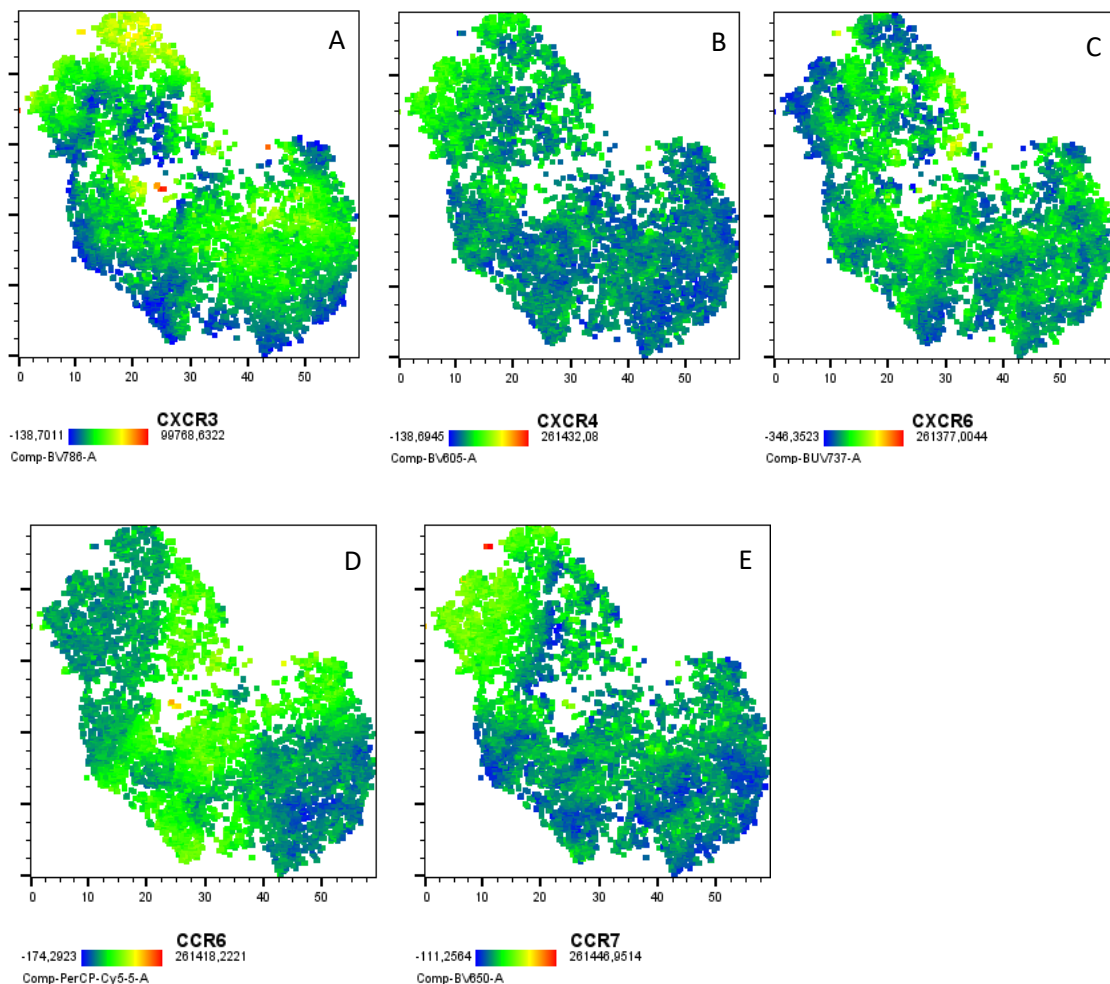 A
B
C
0 10 20 30 40 50
0 10 20 30 40 50
0 10 20 30 40 50
CXCR3
-138,7011 99768,6322
Comp-BV786-A
CXCR4
-138,6945 261432,08
Comp-BV605-A
CXCR6
-346,3523 261377,0044
Comp-BUV737-A
D
E
0 10 20 30 40 50
0 10 20 30 40 50
CCR6
-174,2923 261418,2221
Comp-PerCP-Cy5-5-A
CCR7
-111,2564 261446,9514
Comp-BV650-A